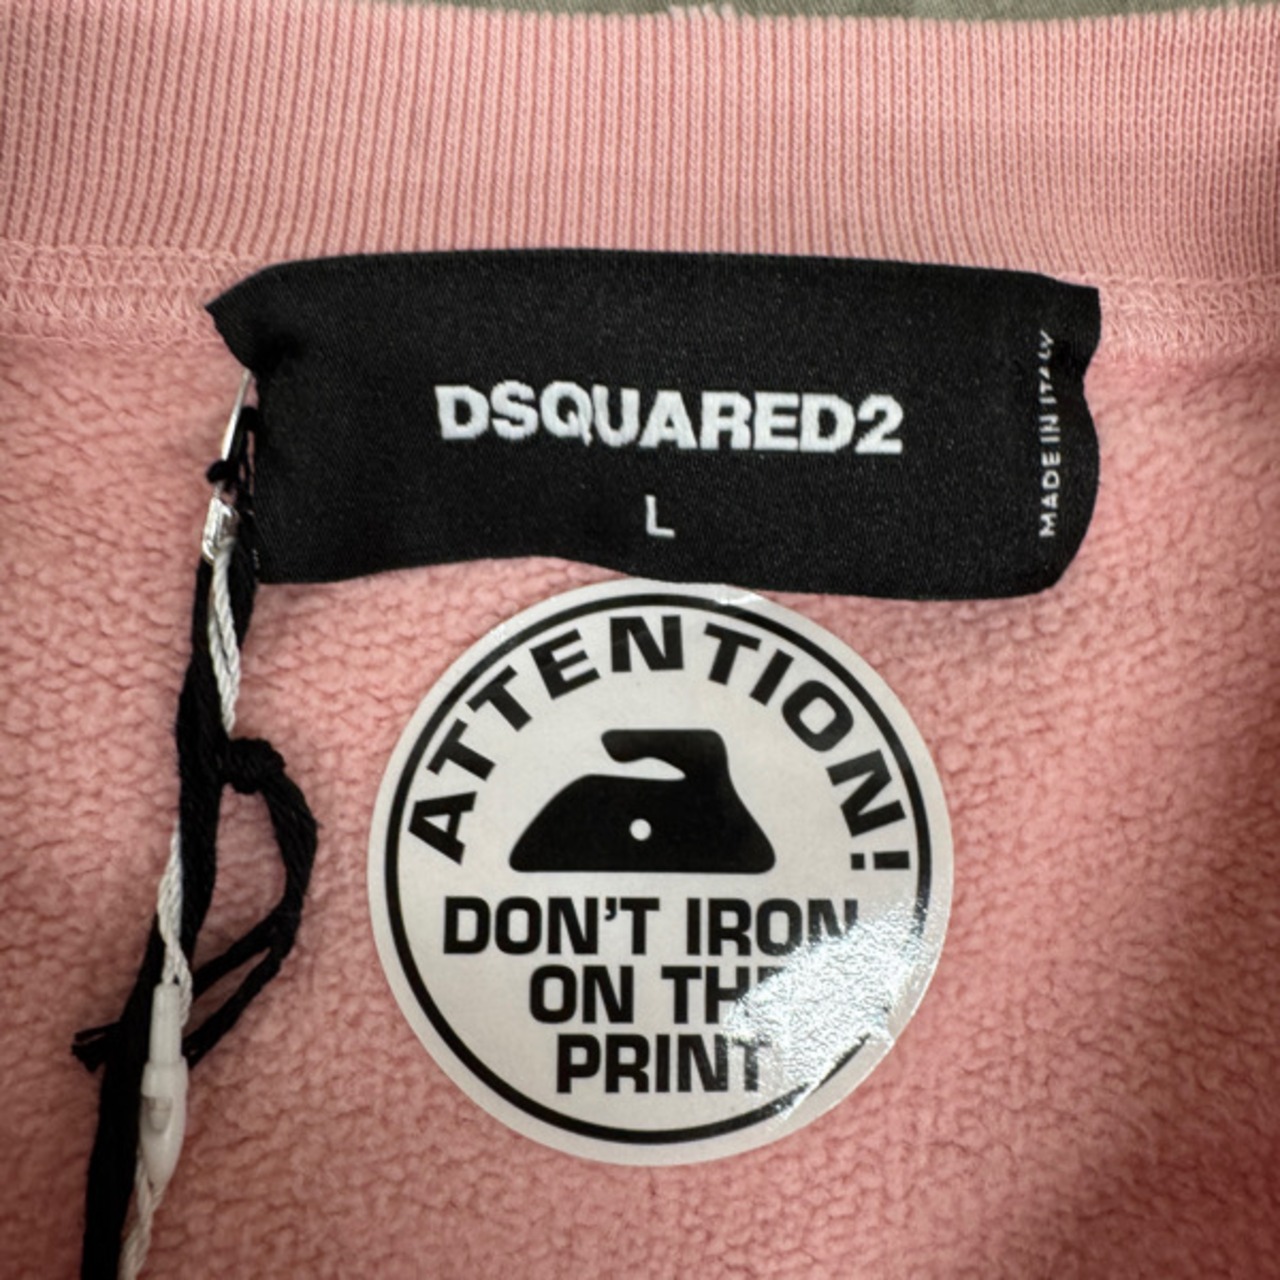 DSQUARED2
L
MADE IN ITALY
ATTENTION!
DON'T IRON
ON THE
PRINT